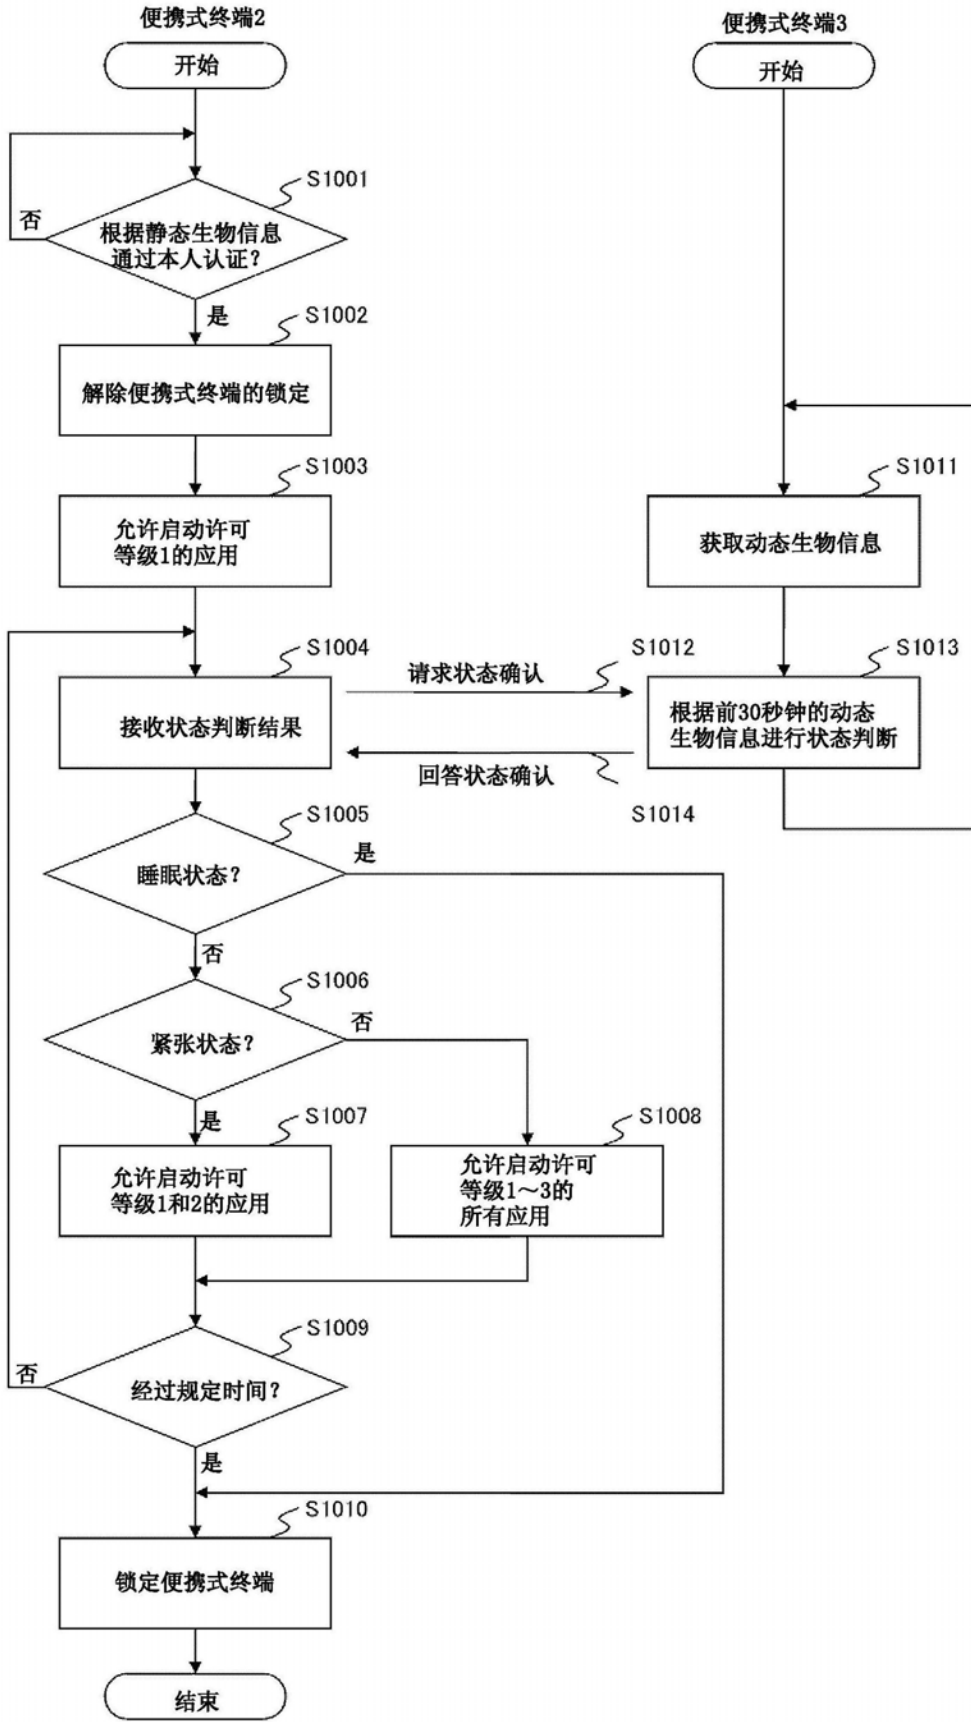 便携式终端2
开始
S1001
根据静态生物信息
通过本人认证?
否
是
S1002
解除便携式终端的锁定
S1003
允许启动许可
等级1的应用
S1004
接收状态判断结果
S1005
睡眠状态?
是
否
S1006
紧张状态?
否
是
S1007
允许启动许可
等级1和2的应用
S1008
允许启动许可
等级1～3的
所有应用
S1009
经过规定时间?
否
是
S1010
锁定便携式终端
结束
便携式终端3
开始
S1011
获取动态生物信息
S1012
请求状态确认
S1013
根据前30秒钟的动态
生物信息进行状态判断
回答状态确认
S1014